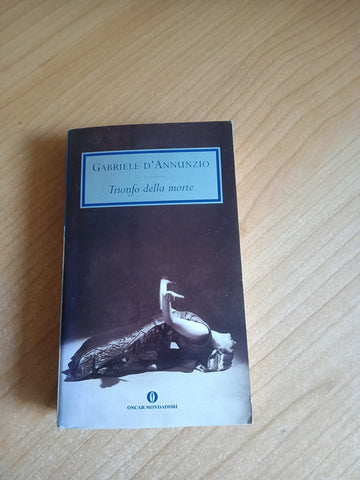 GABRIELE D'ANNUNZIO
Trionfo della morte
OSCAR MONDADORI